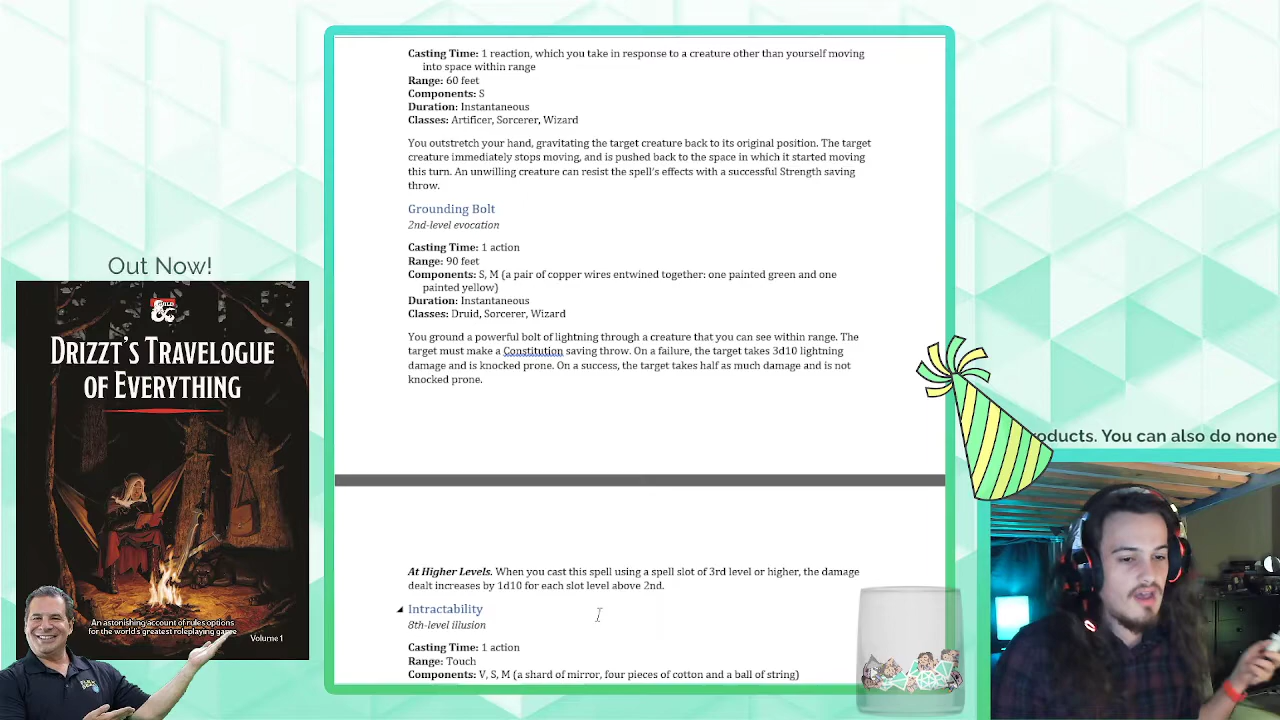 Casting Time: 1 reaction, which you take in response to a creature other than yourself moving
into space within range
Range: 60 feet
Components: S
Duration: Instantaneous
Classes: Artificer, Sorcerer, Wizard
You outstretch your hand, gravitating the target creature back to its original position. The target
creature immediately stops moving, and is pushed back to the space in which it started moving
this turn. An unwilling creature can resist the spell's effects with a successful Strength saving
throw.
Grounding Bolt
2nd-level evocation
Casting Time: 1 action
Range: 90 feet
Components: S, M (a pair of copper wires entwined together: one painted green and one
painted yellow)
Duration: Instantaneous
Classes: Druid, Sorcerer, Wizard
You ground a powerful bolt of lightning through a creature that you can see within range. The
target must make a Constitution saving throw. On a failure, the target takes 3d10 lightning
damage and is knocked prone. On a success, the target takes half as much damage and is not
knocked prone.
At Higher Levels. When you cast this spell using a spell slot of 3rd level or higher, the damage
dealt increases by 1d10 for each slot level above 2nd.
Intractability
8th-level illusion
Casting Time: 1 action
Range: Touch
Components: V, S, M (a shard of mirror, four pieces of cotton and a ball of string)
Out Now!
DRIZZT'S TRAVELOGUE
OF EVERYTHING
An astonishing account of rules options
for the world's greatest roleplaying game
Volume 1
oducts. You can also do none